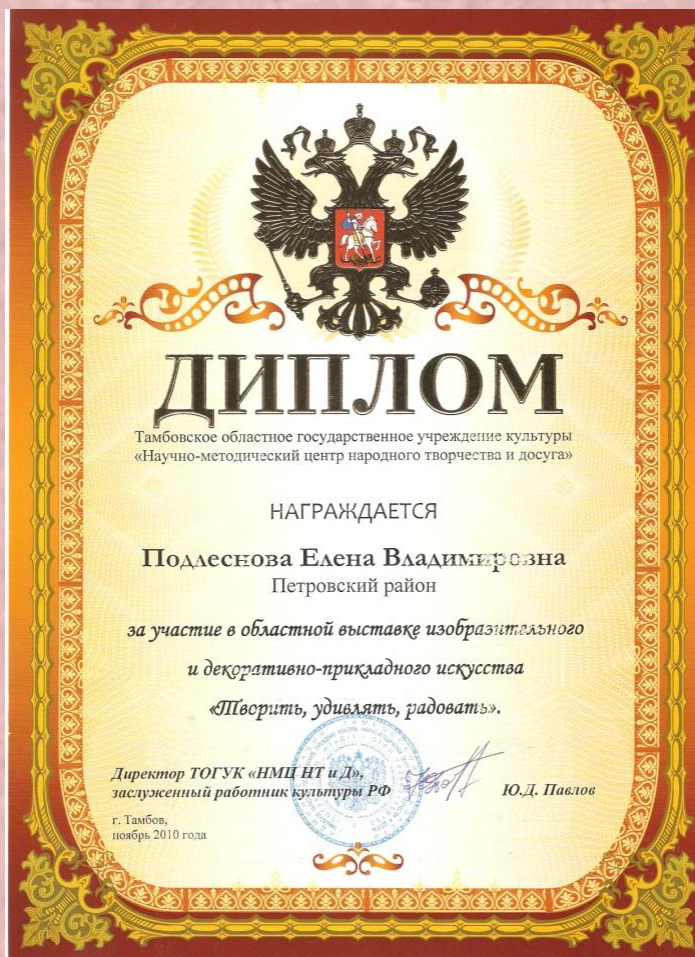 ДИПЛОМ
Тамбовское областное государственное учреждение культуры
«Научно-методический центр народного творчества и досуга»
НАГРАЖДАЕТСЯ
Подлеснова Елена Владимировна
Петровский район
за участие в областной выставке изобразительного
и декоративно-прикладного искусства
«Творить, удивлять, радовать».
Директор ТОГУК «НМЦ НТ и Д»,
заслуженный работник культуры РФ Ю.Д. Павлов
г. Тамбов,
ноябрь 2010 года